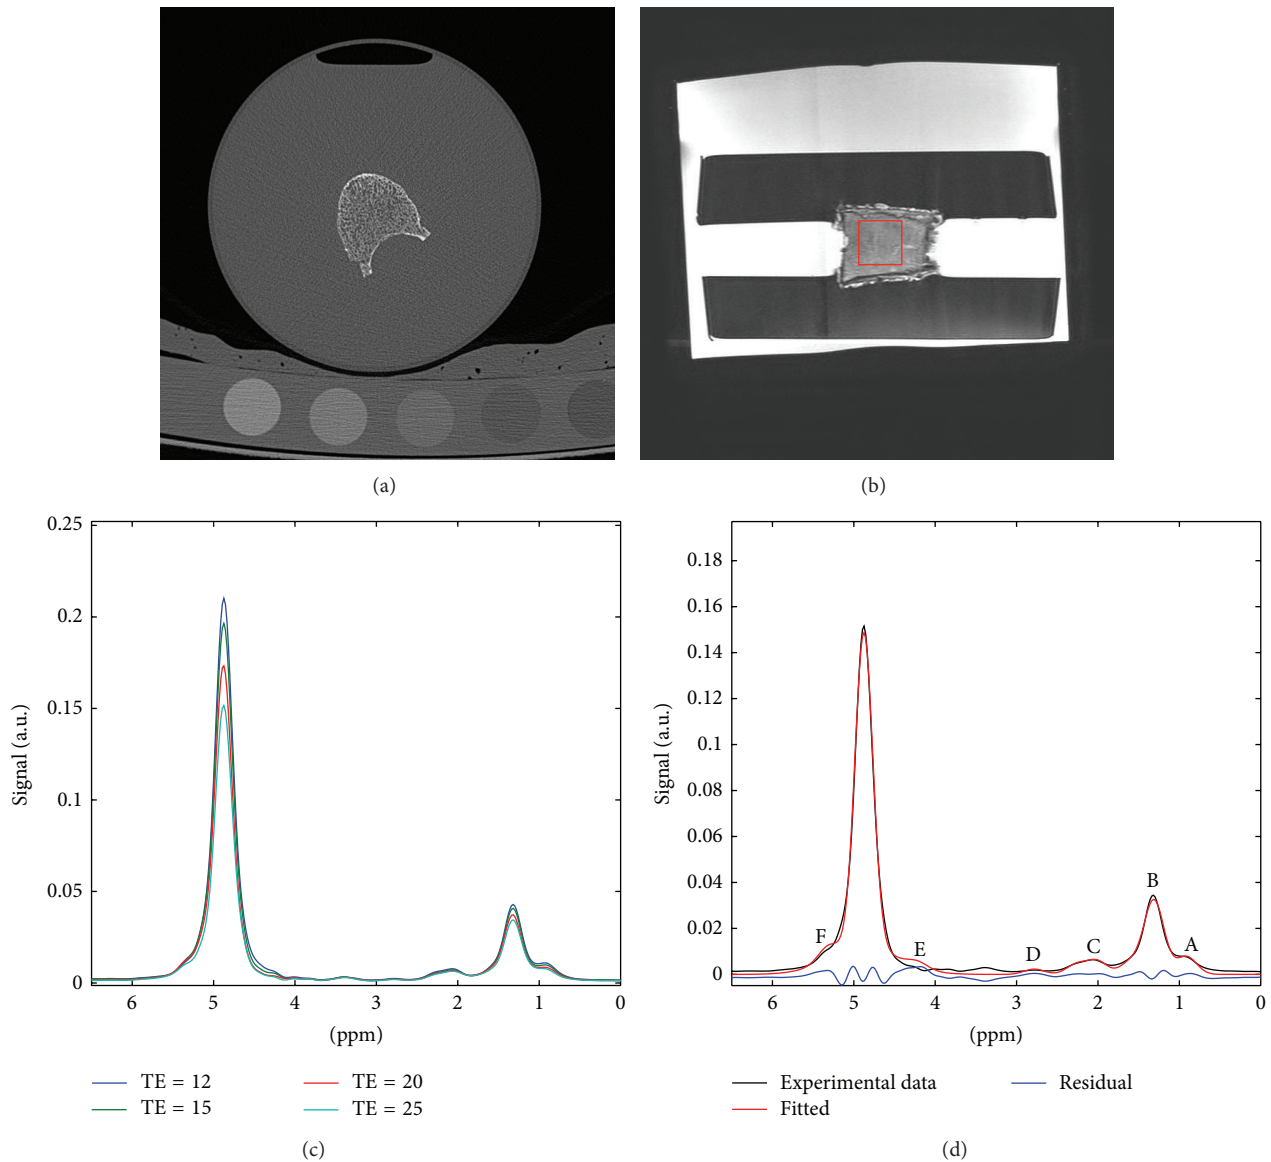 (a)
(b)
0.25
0.2
0.15
0.1
0.05
0
Signal (a.u.)
6 5 4 3 2 1 0
(ppm)
TE = 12
TE = 15
TE = 20
TE = 25
(c)
0.18
0.16
0.14
0.12
0.1
0.08
0.06
0.04
0.02
0
Signal (a.u.)
F E D C B A
6 5 4 3 2 1 0
(ppm)
Experimental data
Fitted
Residual
(d)